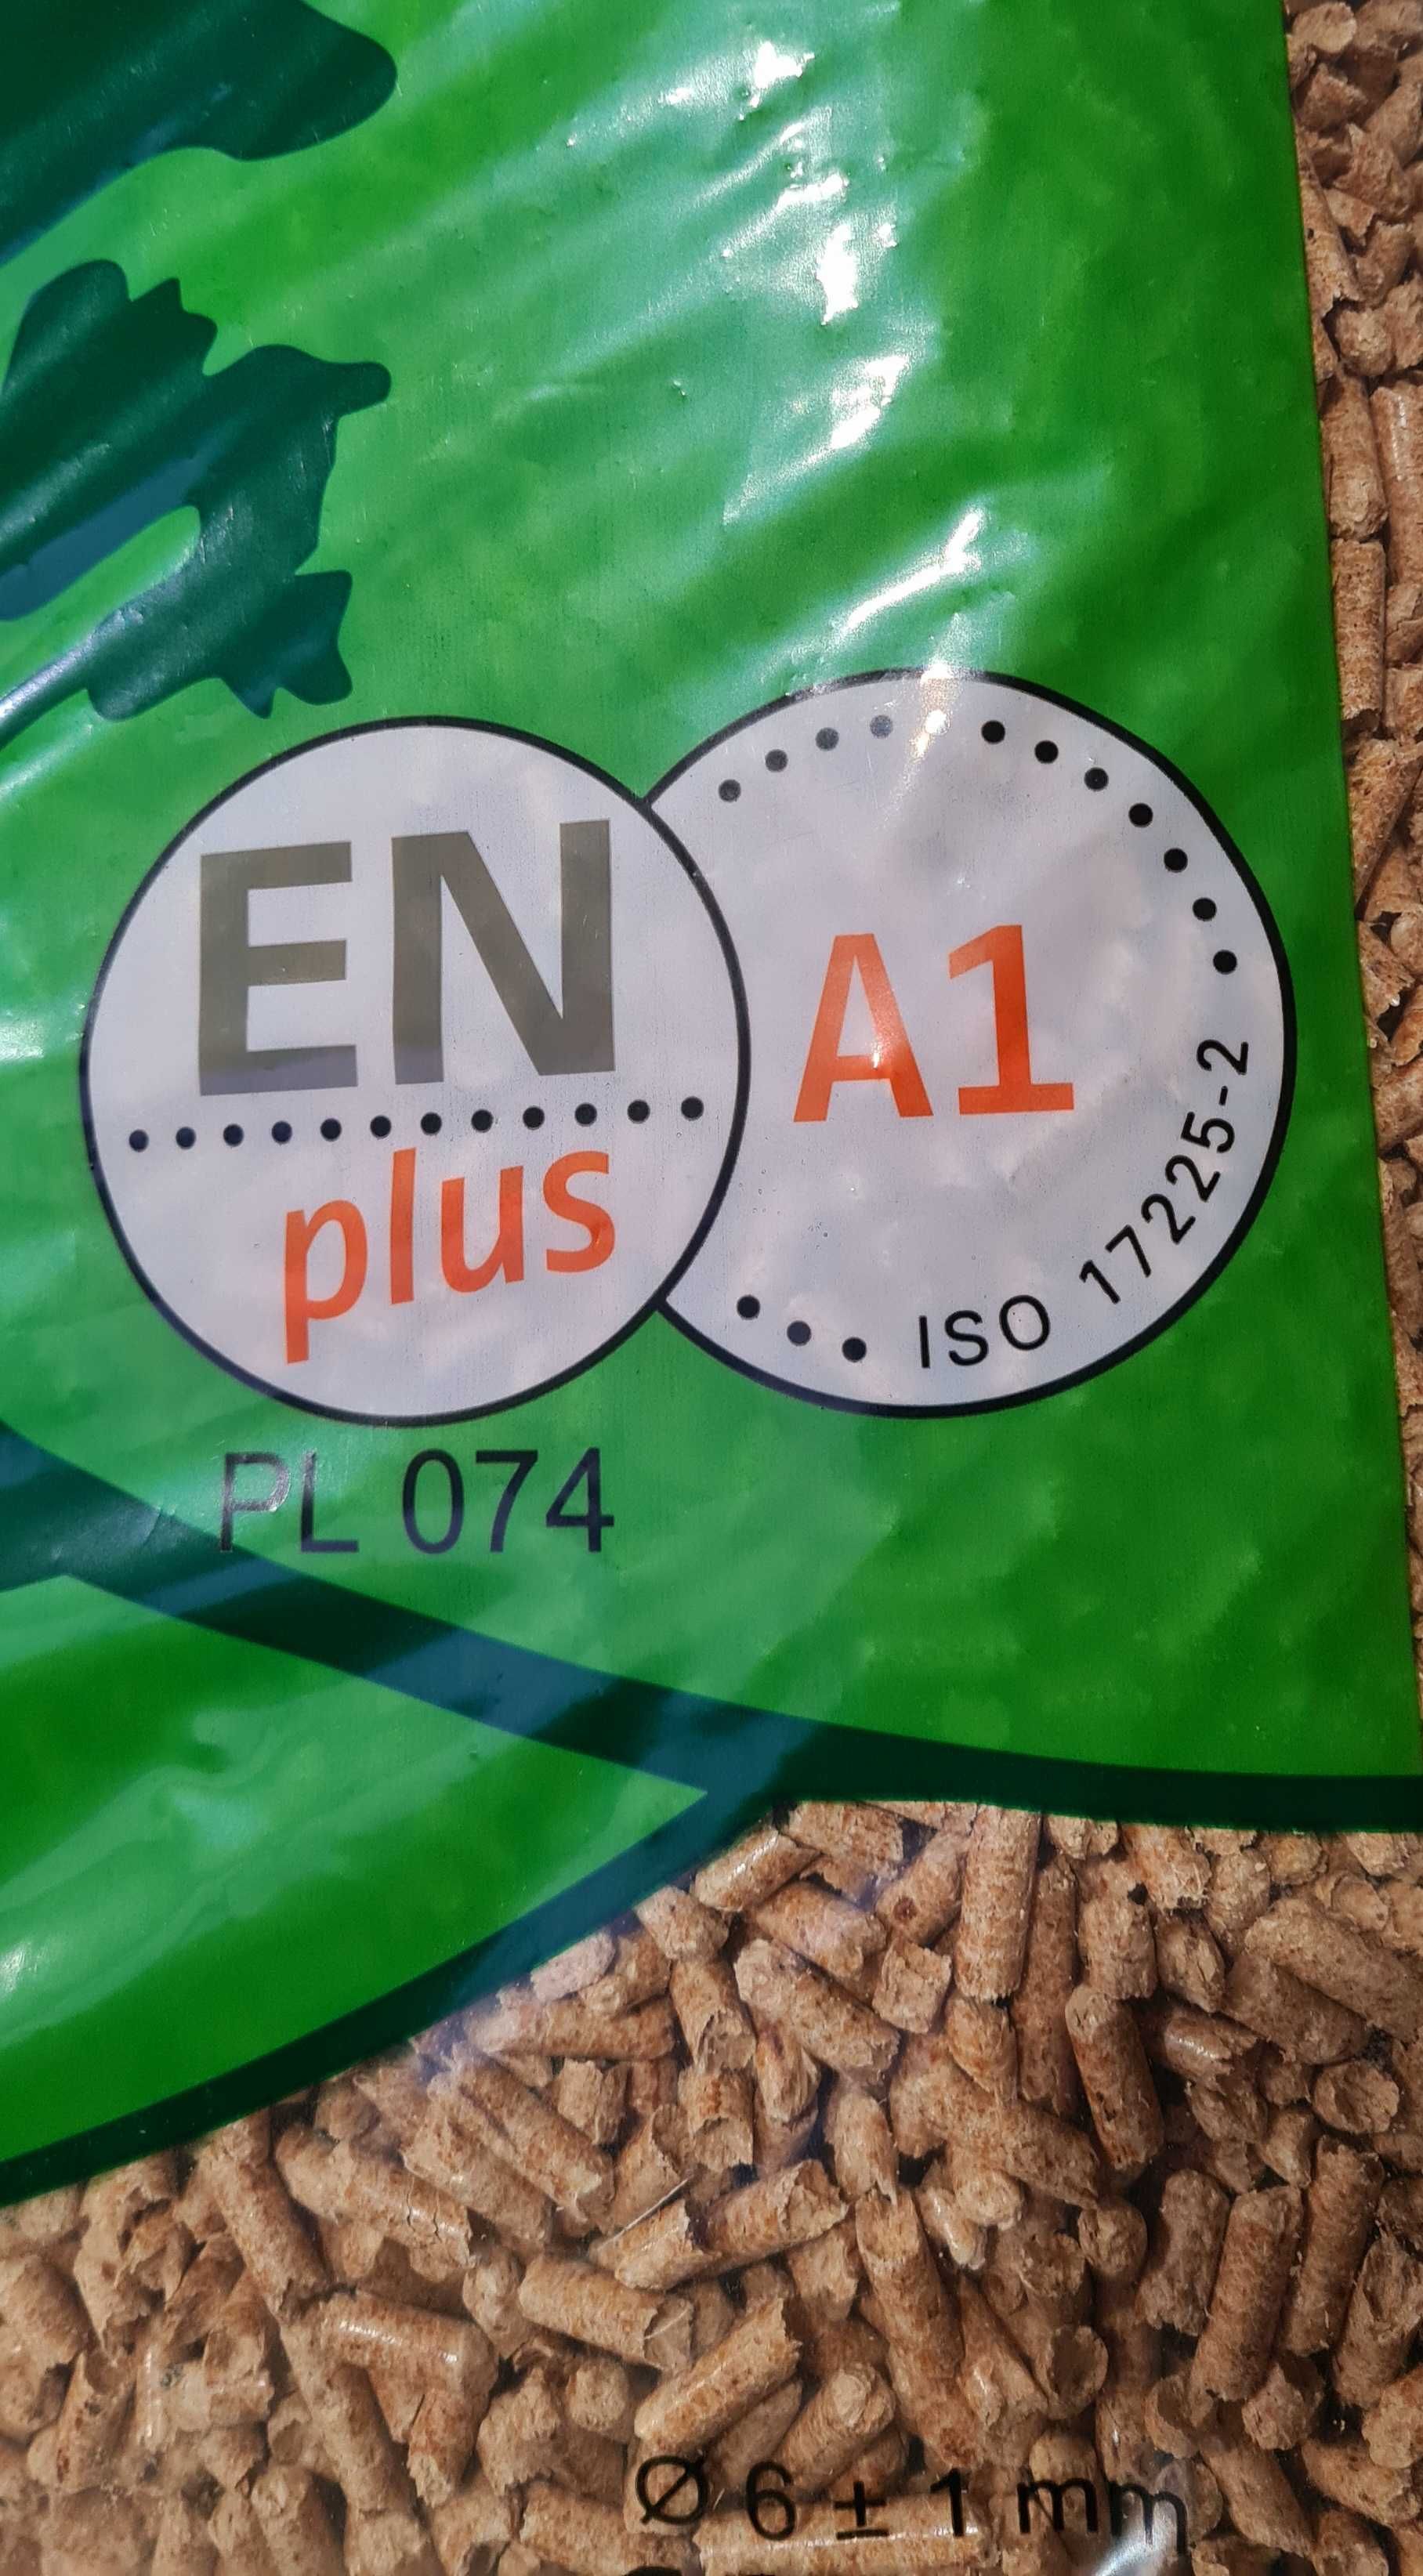 EN
plus
A1
ISO 17225-2
PL 074
Ø 6 ± 1 mm